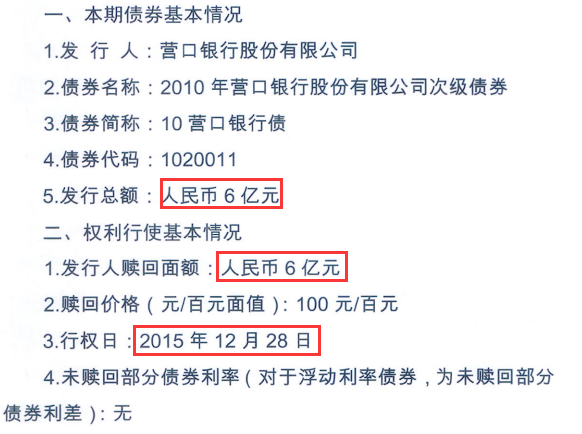 一、本期债券基本情况
1.发 行 人：营口银行股份有限公司
2.债券名称：2010 年营口银行股份有限公司次级债券
3.债券简称：10 营口银行债
4.债券代码：1020011
5.发行总额：人民币 6 亿元
二、权利行使基本情况
1.发行人赎回面额：人民币 6 亿元
2.赎回价格（元/百元面值）：100 元/百元
3.行权日：2015 年 12 月 28 日
4.未赎回部分债券利率（对于浮动利率债券，为未赎回部分
债券利差）：无